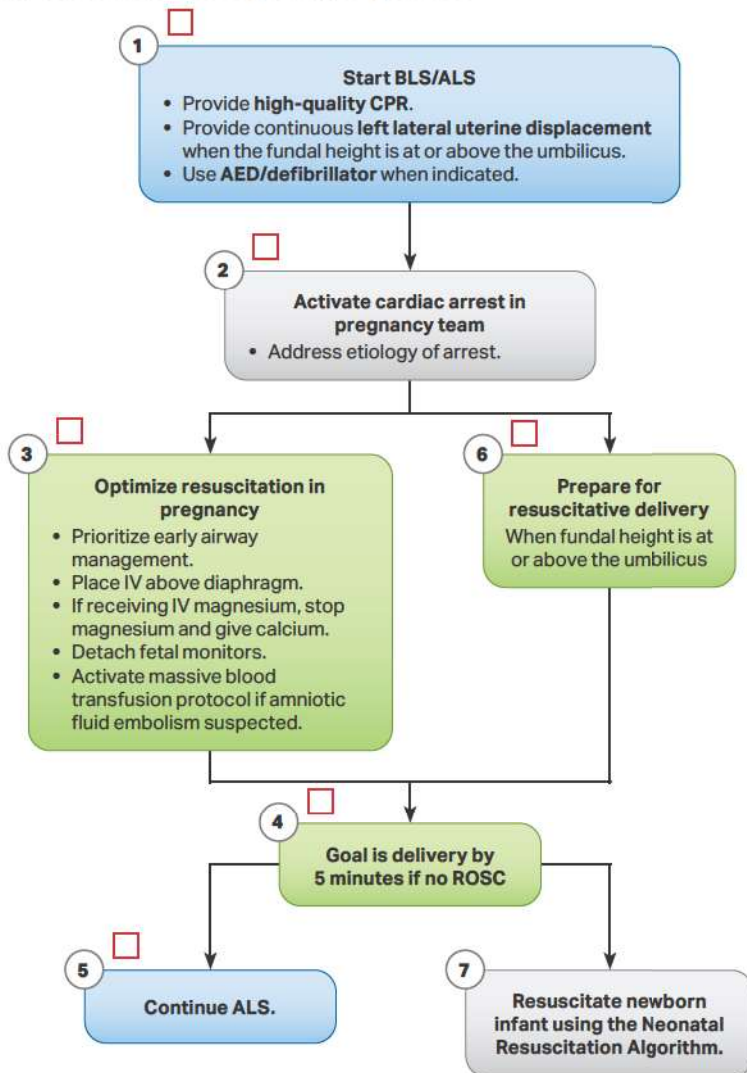 1
Start BLS/ALS
• Provide high-quality CPR.
• Provide continuous left lateral uterine displacement
when the fundal height is at or above the umbilicus.
• Use AED/defibrillator when indicated.
2
Activate cardiac arrest in
pregnancy team
• Address etiology of arrest.
3
Optimize resuscitation in
pregnancy
• Prioritize early airway
management.
• Place IV above diaphragm.
• If receiving IV magnesium, stop
magnesium and give calcium.
• Detach fetal monitors.
• Activate massive blood
transfusion protocol if amniotic
fluid embolism suspected.
6
Prepare for
resuscitative delivery
When fundal height is at
or above the umbilicus
4
Goal is delivery by
5 minutes if no ROSC
5
Continue ALS.
7
Resuscitate newborn
infant using the Neonatal
Resuscitation Algorithm.